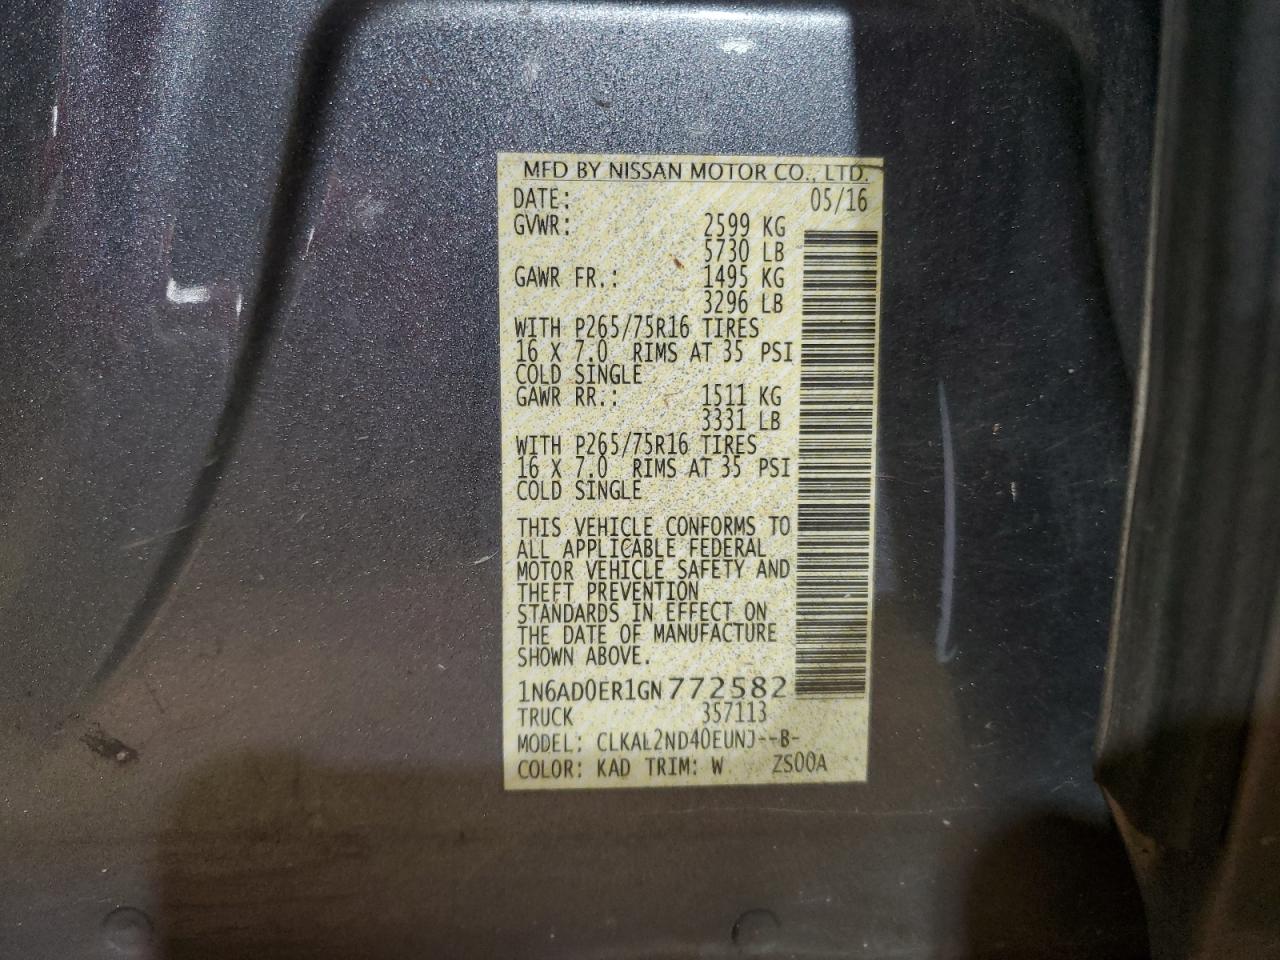 MFD BY NISSAN MOTOR CO., LTD.
DATE: 05/16
GVWR: 2599 KG
5730 LB
GAWR FR.: 1495 KG
3296 LB
WITH P265/75R16 TIRES
16 X 7.0 RIMS AT 35 PSI
COLD SINGLE
GAWR RR.: 1511 KG
3331 LB
WITH P265/75R16 TIRES
16 X 7.0 RIMS AT 35 PSI
COLD SINGLE
THIS VEHICLE CONFORMS TO
ALL APPLICABLE FEDERAL
MOTOR VEHICLE SAFETY AND
THEFT PREVENTION
STANDARDS IN EFFECT ON
THE DATE OF MANUFACTURE
SHOWN ABOVE.
1N6AD0ER1GN772582
TRUCK 357113
MODEL: CLKAL2ND40EUNJ--B-
COLOR: KAD TRIM: W ZS00A